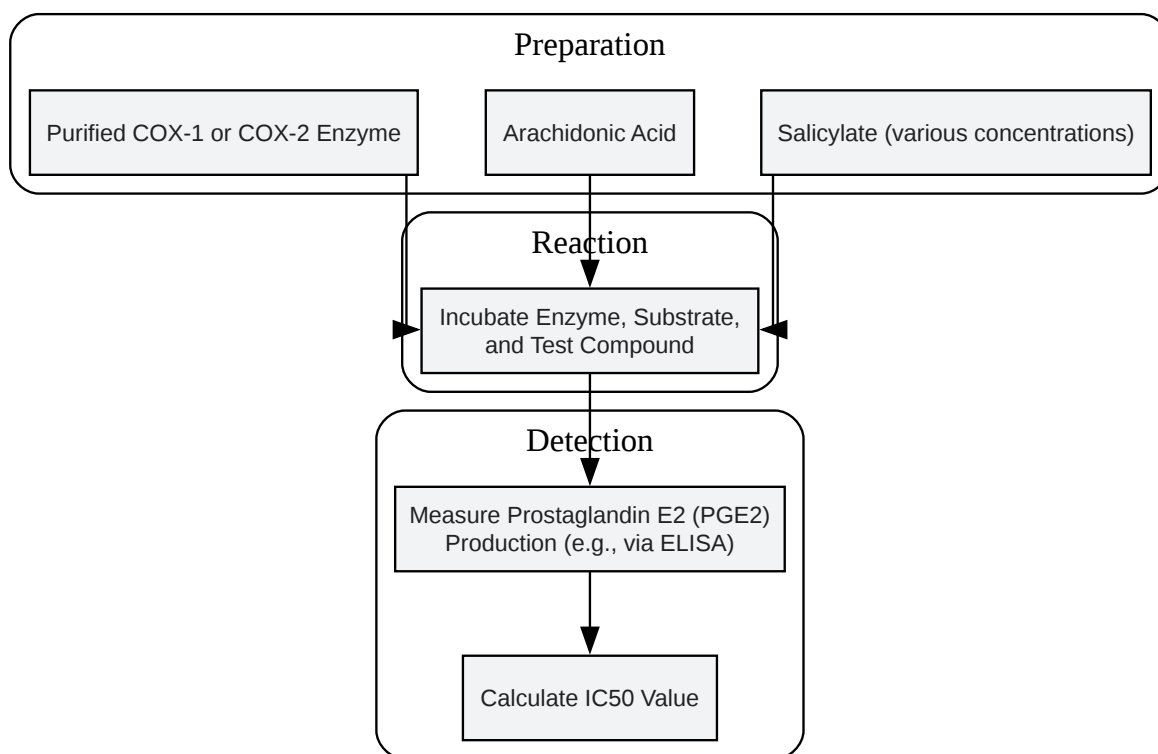 Preparation
Purified COX-1 or COX-2 Enzyme
Arachidonic Acid
Salicylate (various concentrations)
Reaction
Incubate Enzyme, Substrate,
and Test Compound
Detection
Measure Prostaglandin E2 (PGE2)
Production (e.g., via ELISA)
Calculate IC50 Value